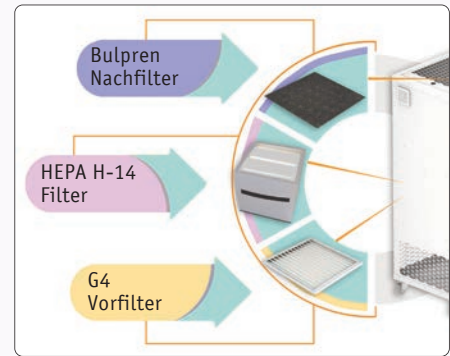 Bulpren
Nachfilter
HEPA H-14
Filter
G4
Vorfilter